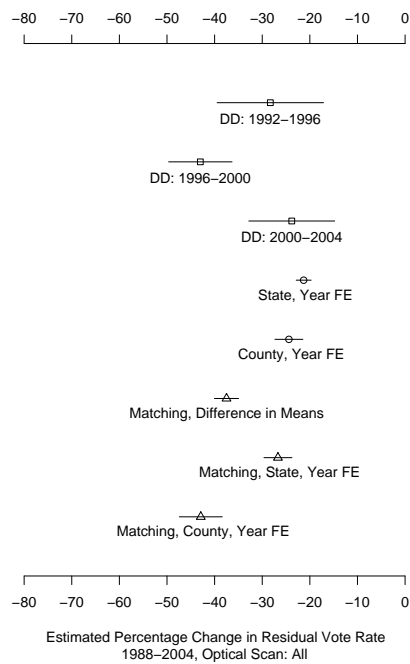 −80 −70 −60 −50 −40 −30 −20 −10 0
DD: 1992−1996
DD: 1996−2000
DD: 2000−2004
State, Year FE
County, Year FE
Matching, Difference in Means
Matching, State, Year FE
Matching, County, Year FE
−80 −70 −60 −50 −40 −30 −20 −10 0
Estimated Percentage Change in Residual Vote Rate
1988−2004, Optical Scan: All